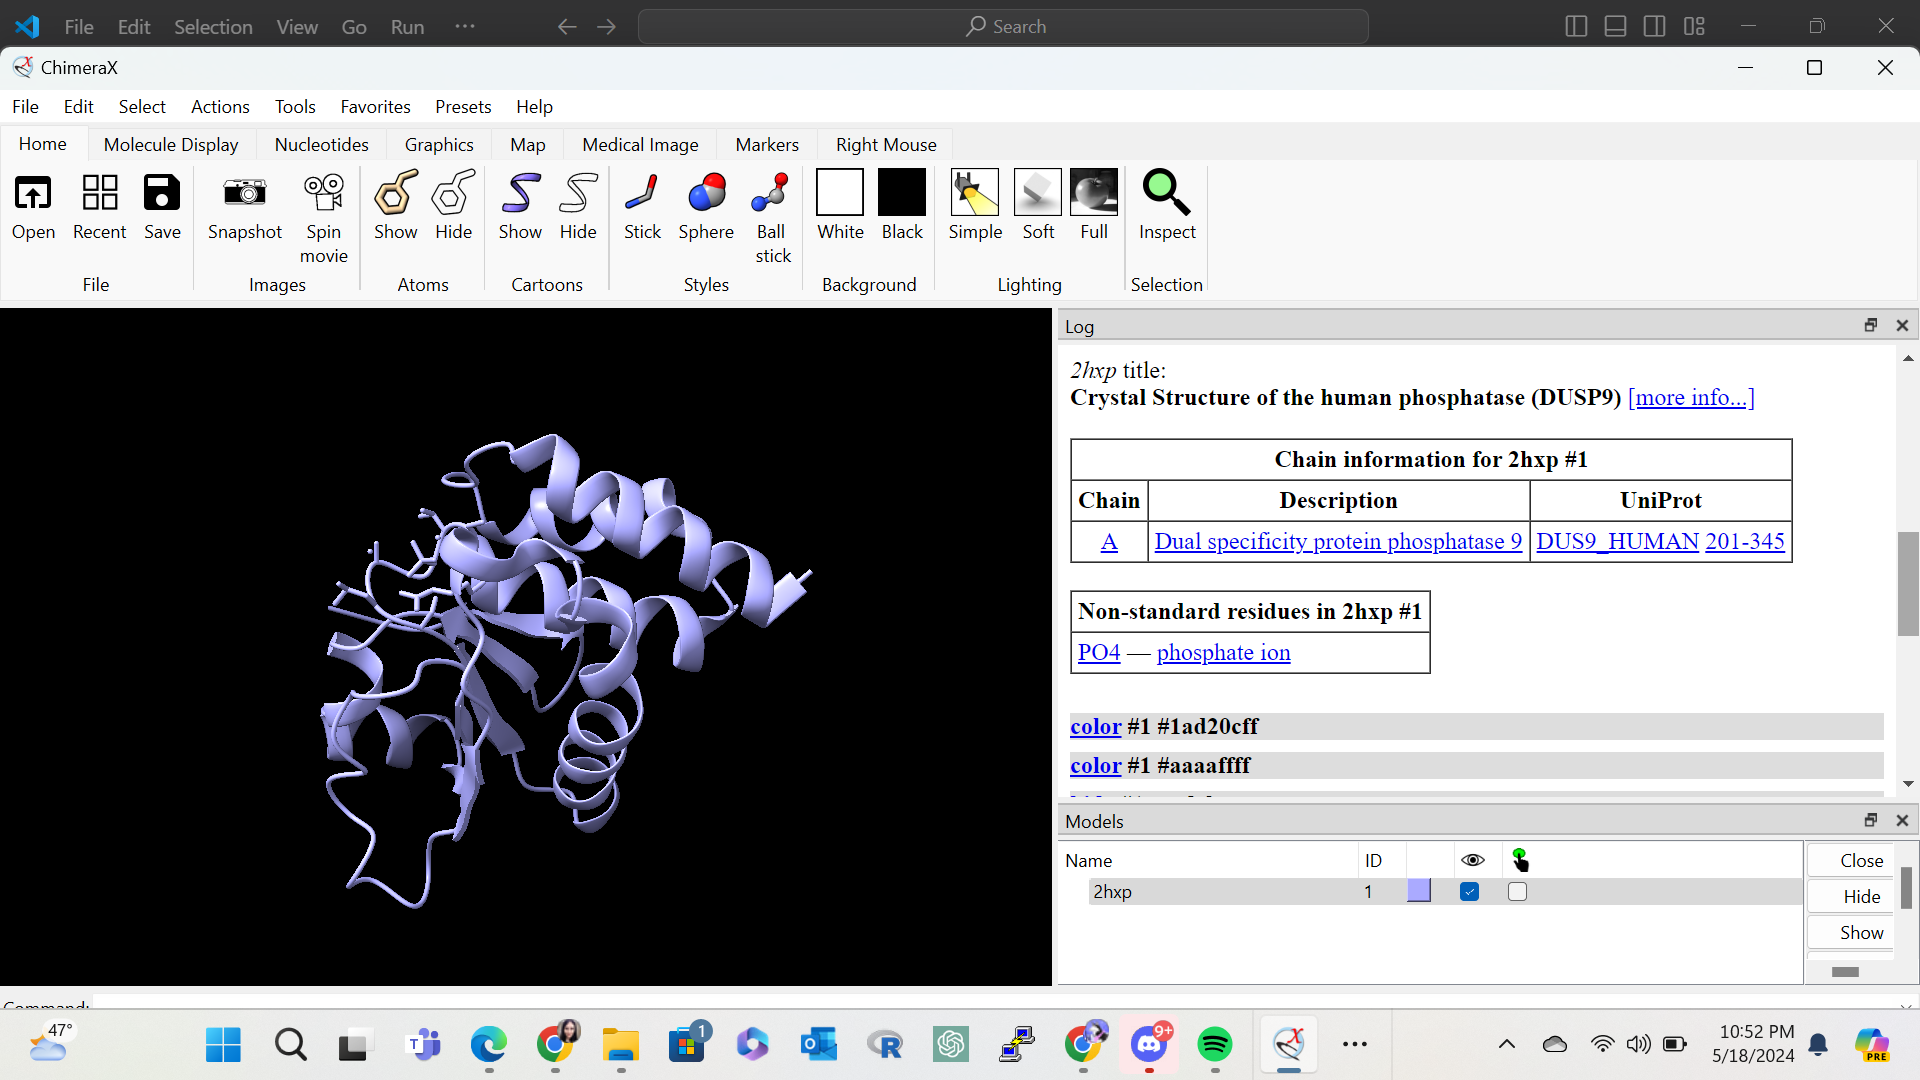 File Edit Selection View Go Run ··· Search
ChimeraX
File Edit Select Actions Tools Favorites Presets Help
Home Molecule Display Nucleotides Graphics Map Medical Image Markers Right Mouse
Open Recent Save Snapshot Spin movie Show Hide Show Hide Stick Sphere Ball stick White Black Simple Soft Full Inspect
File Images Atoms Cartoons Styles Background Lighting Selection
Log
2hxp title:
Crystal Structure of the human phosphatase (DUSP9) [more info...]
Chain information for 2hxp #1
Chain Description UniProt
A Dual specificity protein phosphatase 9 DUS9_HUMAN 201-345
Non-standard residues in 2hxp #1
PO4 — phosphate ion
color #1 #1ad20cff
color #1 #aaaaffff
Models
Name ID
2hxp 1
Close
Hide
Show
Command:
47°
1
9+
10:52 PM
5/18/2024
PRE